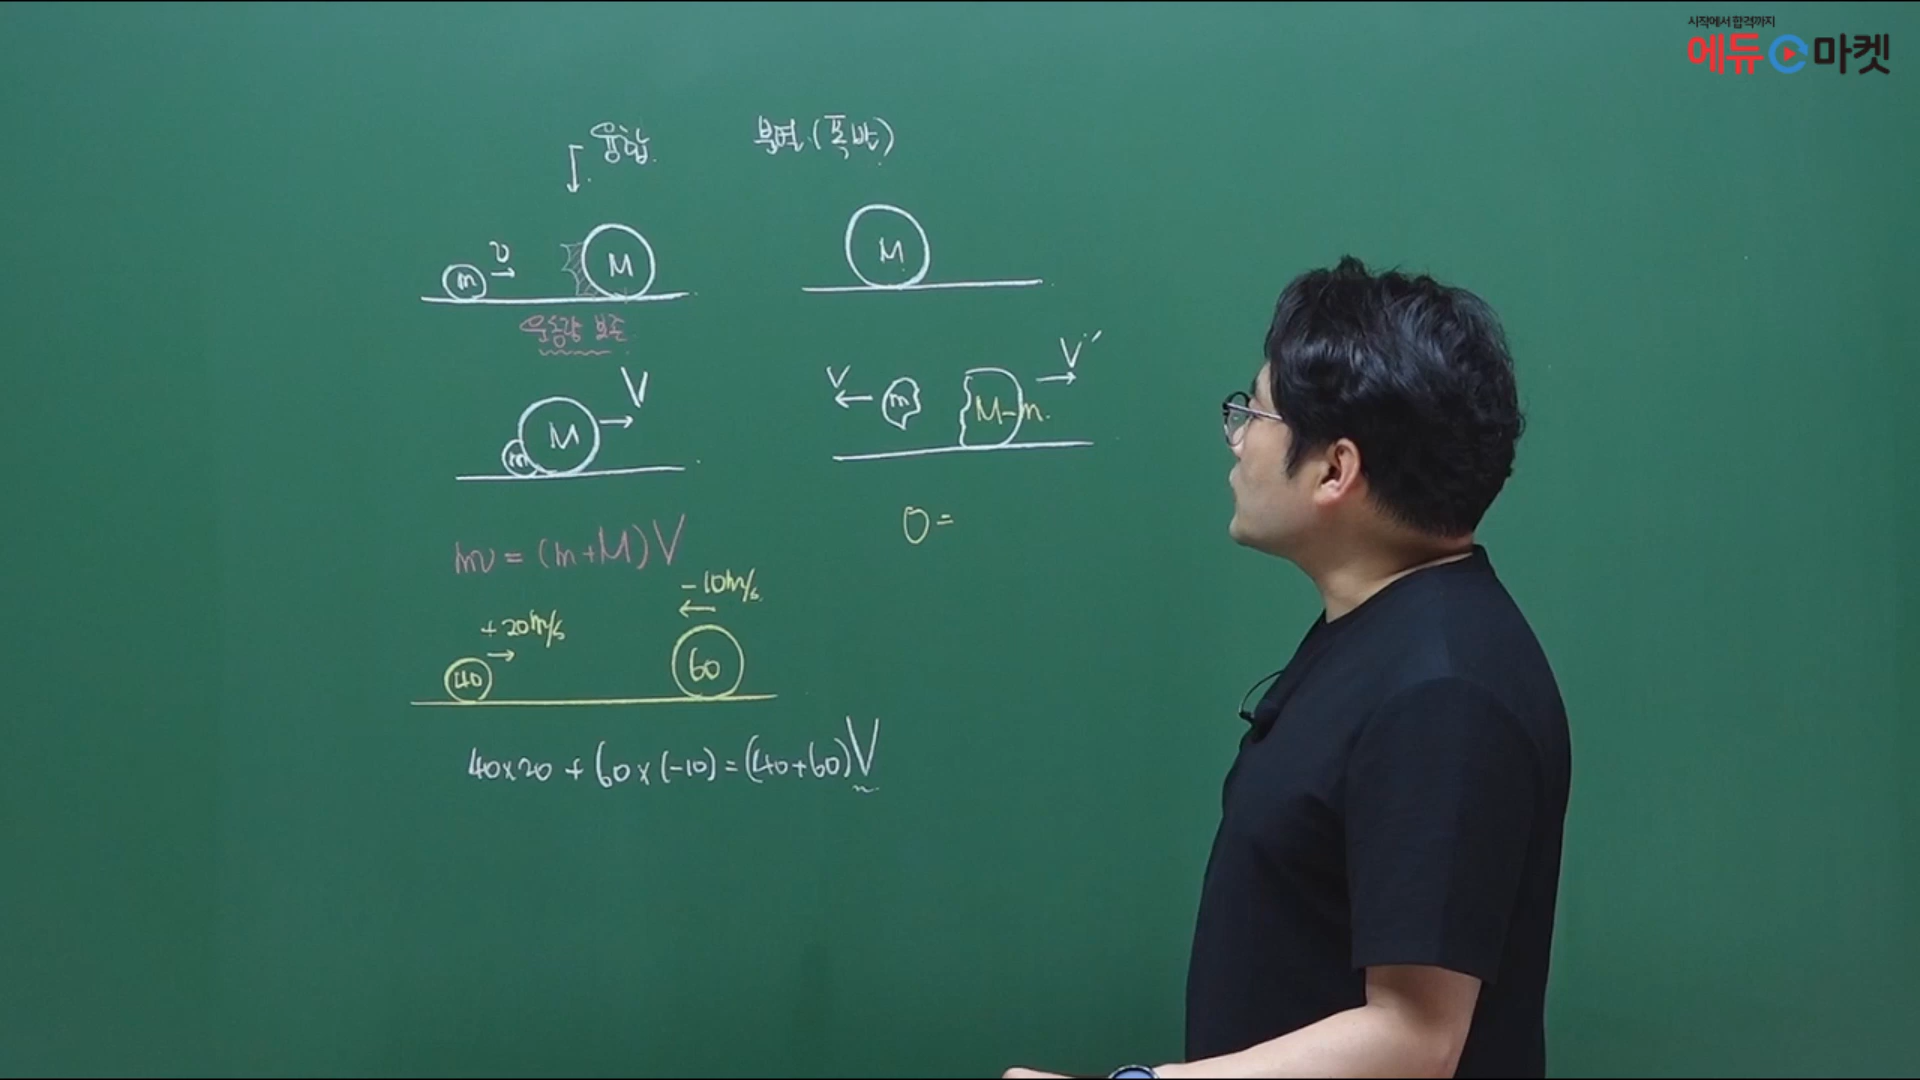 시작에서 합격까지
에듀 마켓
융합.
분열.(폭발)
m v M
M
운동량 보존
V
M
m
V m M-m. V''
mv = (m+M)V
0 =
+20m/s
-10m/s
40 60
40×20 + 60×(-10) = (40+60)V